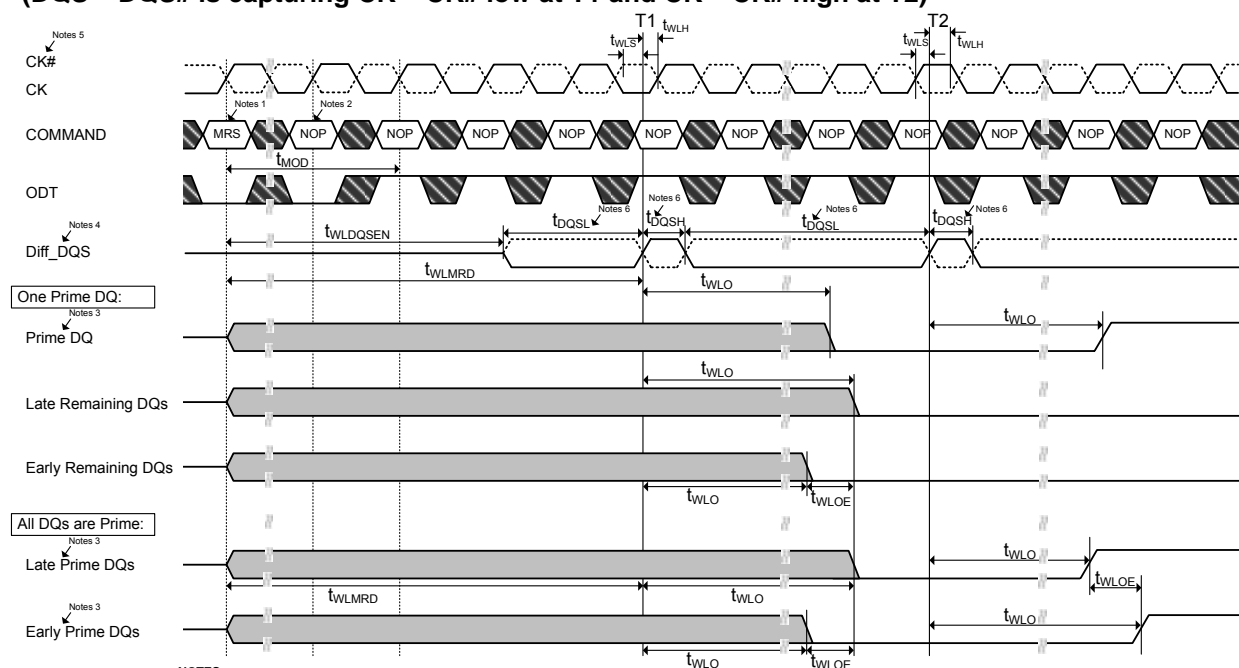 (DQS – DQS# is capturing CK – CK# low at T1 and CK – CK# high at T2)
T1 T2
tWLS tWLH tWLS tWLH
Notes 5
CK#
CK
Notes 1 Notes 2
COMMAND MRS NOP NOP NOP NOP NOP NOP NOP NOP NOP NOP NOP
tMOD
ODT
Notes 6 Notes 6 Notes 6 Notes 6
tDQSL tDQSH tDQSL tDQSH
Notes 4
tWLDQSEN
Diff_DQS
tWLMRD
One Prime DQ:
tWLO
Notes 3
tWLO
Prime DQ
tWLO
Late Remaining DQs
Early Remaining DQs
tWLO tWLOE
All DQs are Prime:
Notes 3
tWLO
Late Prime DQs
tWLOE
tWLMRD tWLO
Notes 3
tWLO
Early Prime DQs
tWLO tWLOE
NOTES